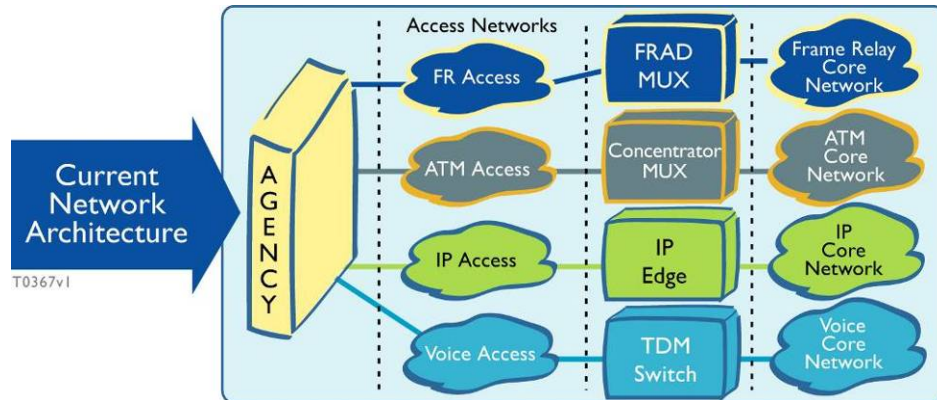 Current
Network
Architecture
T0367v1
AGENCY
Access Networks
FR Access
FRAD
MUX
Frame Relay
Core
Network
ATM Access
Concentrator
MUX
ATM
Core
Network
IP Access
IP
Edge
IP
Core
Network
Voice Access
TDM
Switch
Voice
Core
Network